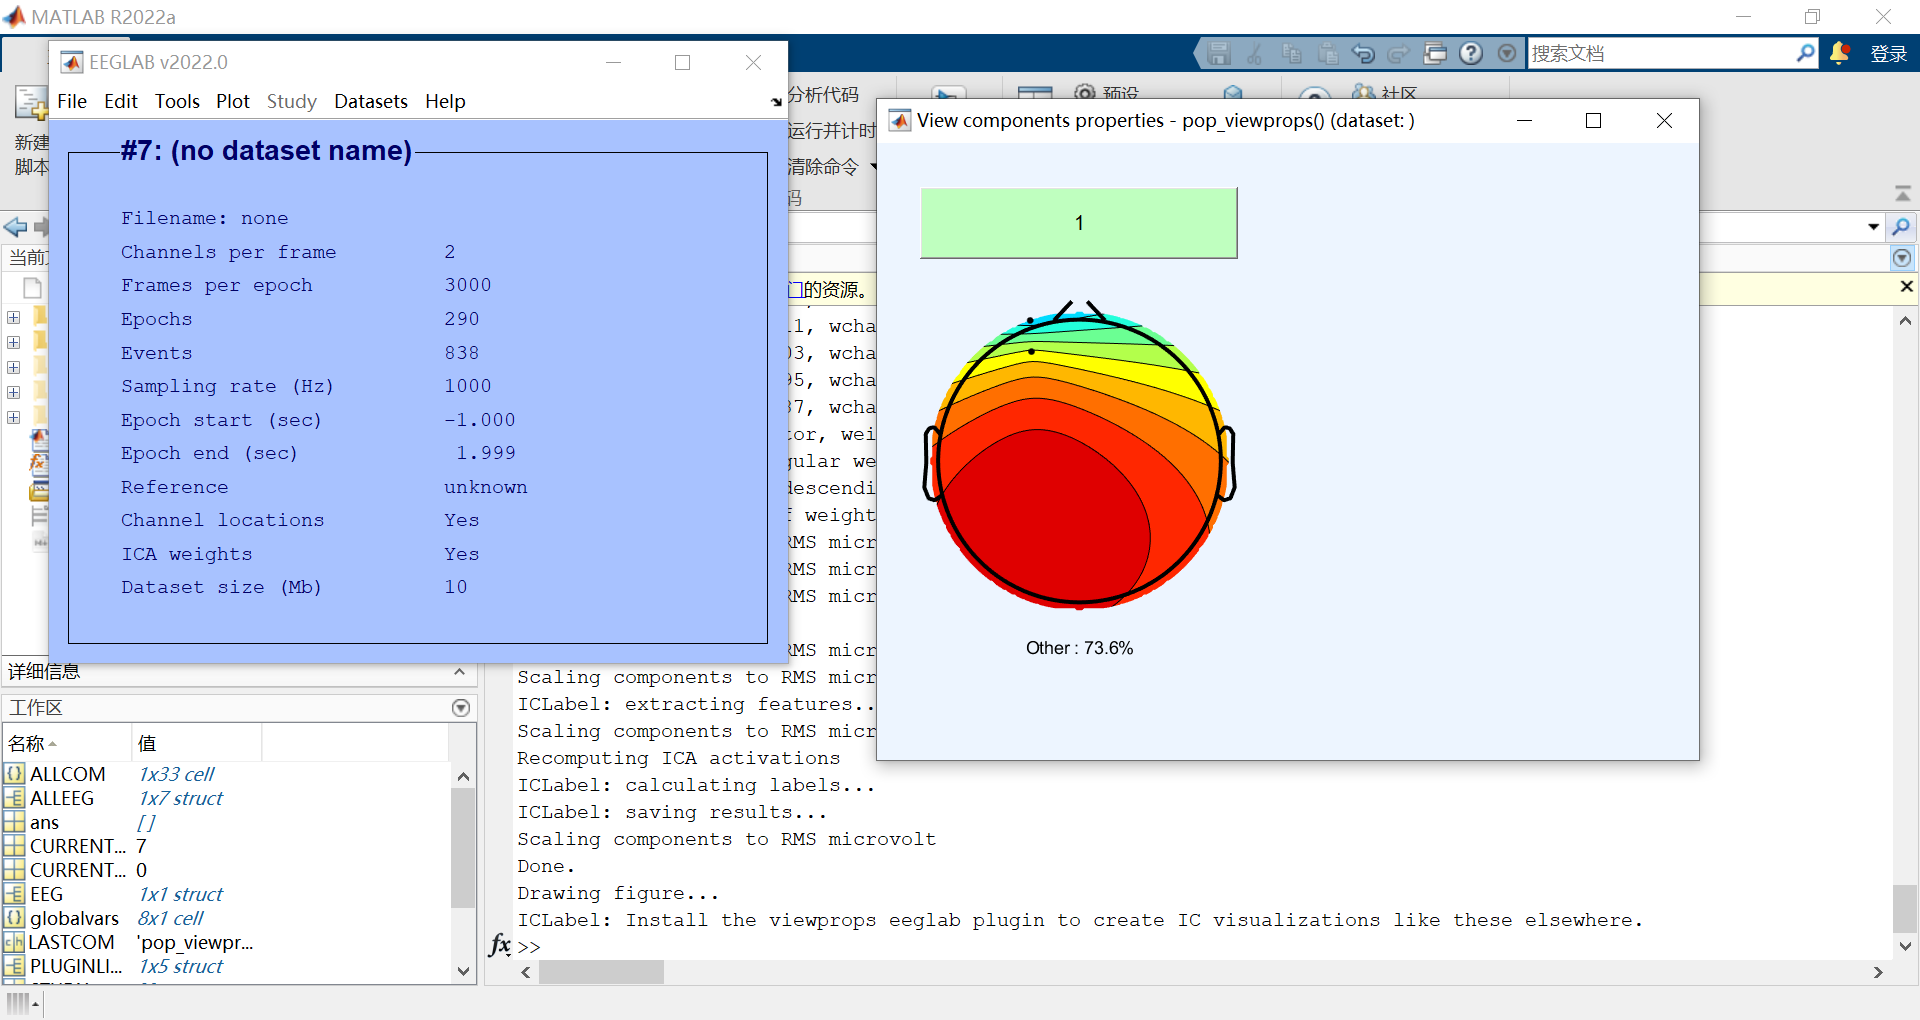 MATLAB R2022a
搜索文档
登录
EEGLAB v2022.0
File Edit Tools Plot Study Datasets Help
#7: (no dataset name)
Filename: none
Channels per frame 2
Frames per epoch 3000
Epochs 290
Events 838
Sampling rate (Hz) 1000
Epoch start (sec) -1.000
Epoch end (sec) 1.999
Reference unknown
Channel locations Yes
ICA weights Yes
Dataset size (Mb) 10
新建
脚本
分析代码
运行并计时
清除命令
码
预设
社区
View components properties - pop_viewprops() (dataset: )
1
Other : 73.6%
当前
门的资源。
11, wcha
03, wcha
95, wcha
37, wcha
tor, wei
gular we
descendi
f weight
RMS micr
RMS micr
RMS micr
RMS micr
Scaling components to RMS micr
ICLabel: extracting features..
Scaling components to RMS micr
Recomputing ICA activations
ICLabel: calculating labels...
ICLabel: saving results...
Scaling components to RMS microvolt
Done.
Drawing figure...
ICLabel: Install the viewprops eeglab plugin to create IC visualizations like these elsewhere.
fx >>
详细信息
工作区
名称 值
ALLCOM 1x33 cell
ALLEEG 1x7 struct
ans []
CURRENT... 7
CURRENT... 0
EEG 1x1 struct
globalvars 8x1 cell
LASTCOM 'pop_viewpr...
PLUGINLI... 1x5 struct